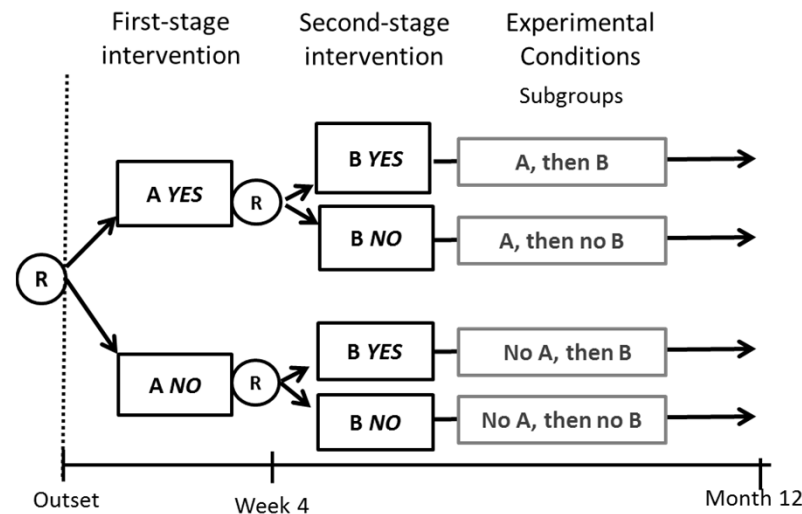 First-stage
intervention
Second-stage
intervention
Experimental
Conditions
Subgroups
R
A YES
R
B YES
A, then B
B NO
A, then no B
A NO
R
B YES
No A, then B
B NO
No A, then no B
Outset
Week 4
Month 12